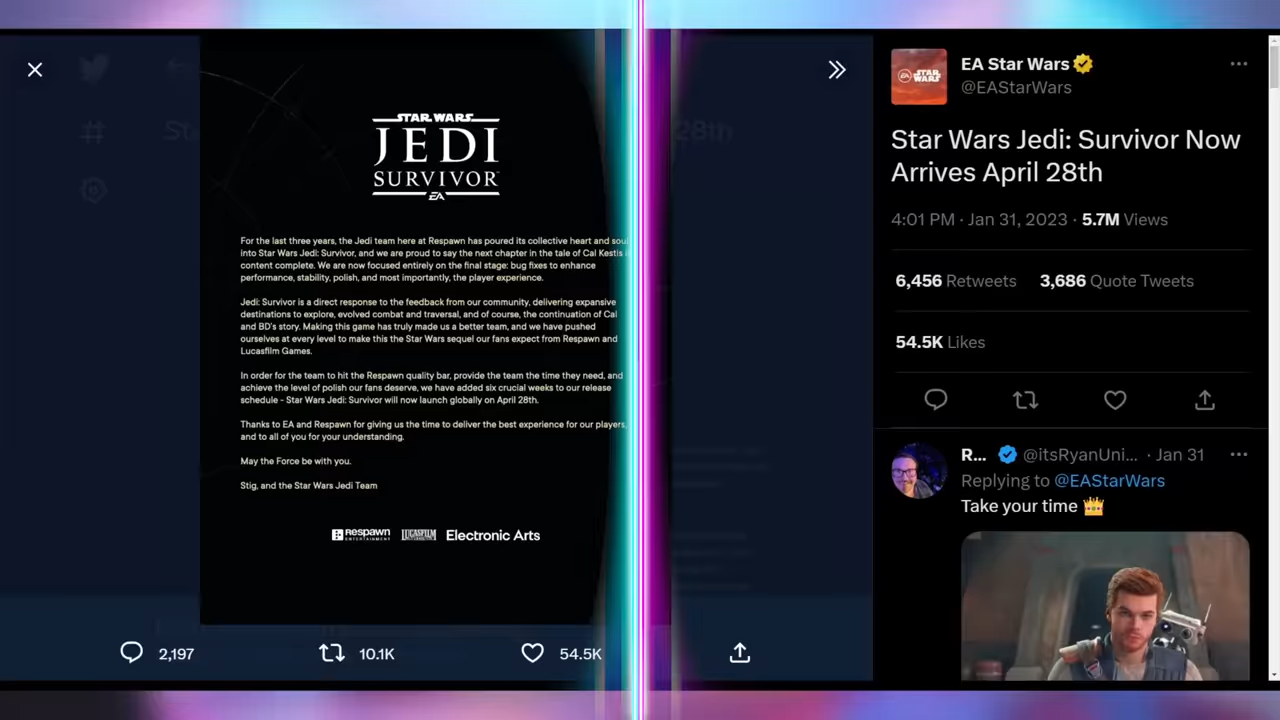 STAR WARS
JEDI
SURVIVOR
EA
For the last three years, the Jedi team here at Respawn has poured its collective heart and soul
into Star Wars Jedi: Survivor, and we are proud to say the next chapter in the tale of Cal Kestis
content complete. We are now focused entirely on the final stage: bug fixes to enhance
performance, stability, polish, and most importantly, the player experience.
Jedi: Survivor is a direct response to the feedback from our community, delivering expansive
destinations to explore, evolved combat and traversal, and of course, the continuation of Cal
and BD's story. Making this game has truly made us a better team, and we have pushed
ourselves at every level to make this the Star Wars sequel our fans expect from Respawn and
Lucasfilm Games.
In order for the team to hit the Respawn quality bar, provide the team the time they need, and
achieve the level of polish our fans deserve, we have added six crucial weeks to our release
schedule - Star Wars Jedi: Survivor will now launch globally on April 28th.
Thanks to EA and Respawn for giving us the time to deliver the best experience for our players,
and to all of you for your understanding.
May the Force be with you.
Stig, and the Star Wars Jedi Team
Respawn
ENTERTAINMENT
LUCASFILM
Electronic Arts
2,197
10.1K
54.5K
28th
EA STAR WARS
EA Star Wars
@EAStarWars
Star Wars Jedi: Survivor Now
Arrives April 28th
4:01 PM · Jan 31, 2023 · 5.7M Views
6,456 Retweets 3,686 Quote Tweets
54.5K Likes
R... @itsRyanUni... · Jan 31
Replying to @EAStarWars
Take your time 👑